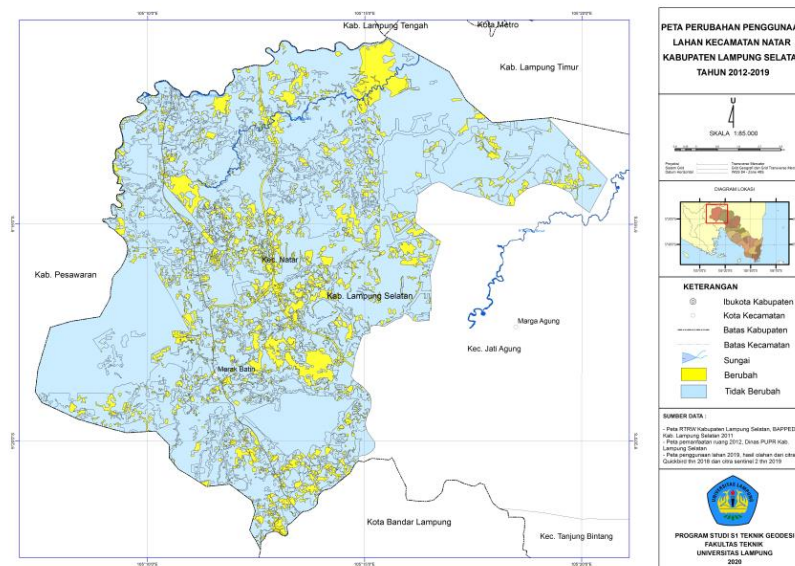 Kab. Lampung Tengah
Kota Metro
Kab. Lampung Timur
Kab. Pesawaran
Kec. Natar
Kab. Lampung Selatan
Marga Agung
Kec. Jati Agung
Merak Batin
Kota Bandar Lampung
Kec. Tanjung Bintang
PETA PERUBAHAN PENGGUNAA
LAHAN KECAMATAN NATAR
KABUPATEN LAMPUNG SELATA
TAHUN 2012-2019
U
SKALA 1:65.000
DIAGRAM LOKASI
KETERANGAN
Ibukota Kabupaten
Kota Kecamatan
Batas Kabupaten
Batas Kecamatan
Sungai
Berubah
Tidak Berubah
SUMBER DATA :
- Peta RTRW Kabupaten Lampung Selatan, BAPPED
Kab. Lampung Selatan 2011
- Peta pemanfaatan ruang 2012, Dinas PUPR Kab.
Lampung Selatan
- Peta penggunaan lahan 2019, hasil olahan dari citra
Quickbird thn 2018 dan citra sentinel 2 thn 2019
UNIVERSITAS LAMPUNG
PROGRAM STUDI S1 TEKNIK GEODESI
FAKULTAS TEKNIK
UNIVERSITAS LAMPUNG
2020